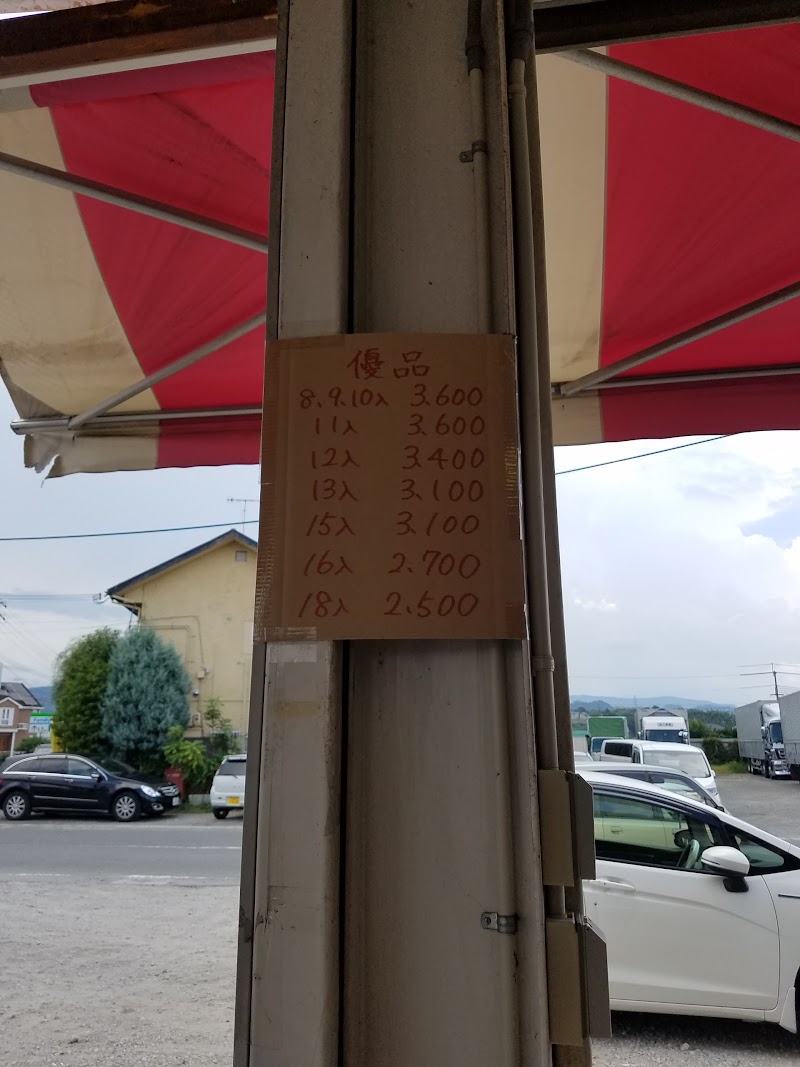 優品
8、9、10入 3,600
11入 3,600
12入 3,400
13入 3,100
15入 3,100
16入 2,700
18入 2,500